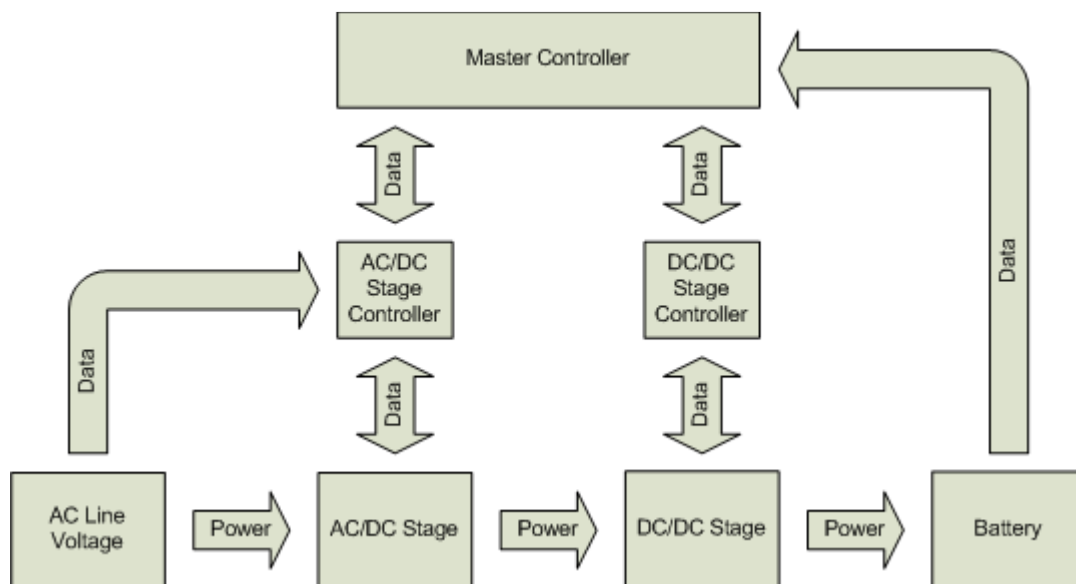 Master Controller
Data
Data
AC/DC
Stage
Controller
DC/DC
Stage
Controller
Data
Data
Data
Data
AC Line
Voltage
Power
AC/DC Stage
Power
DC/DC Stage
Power
Battery